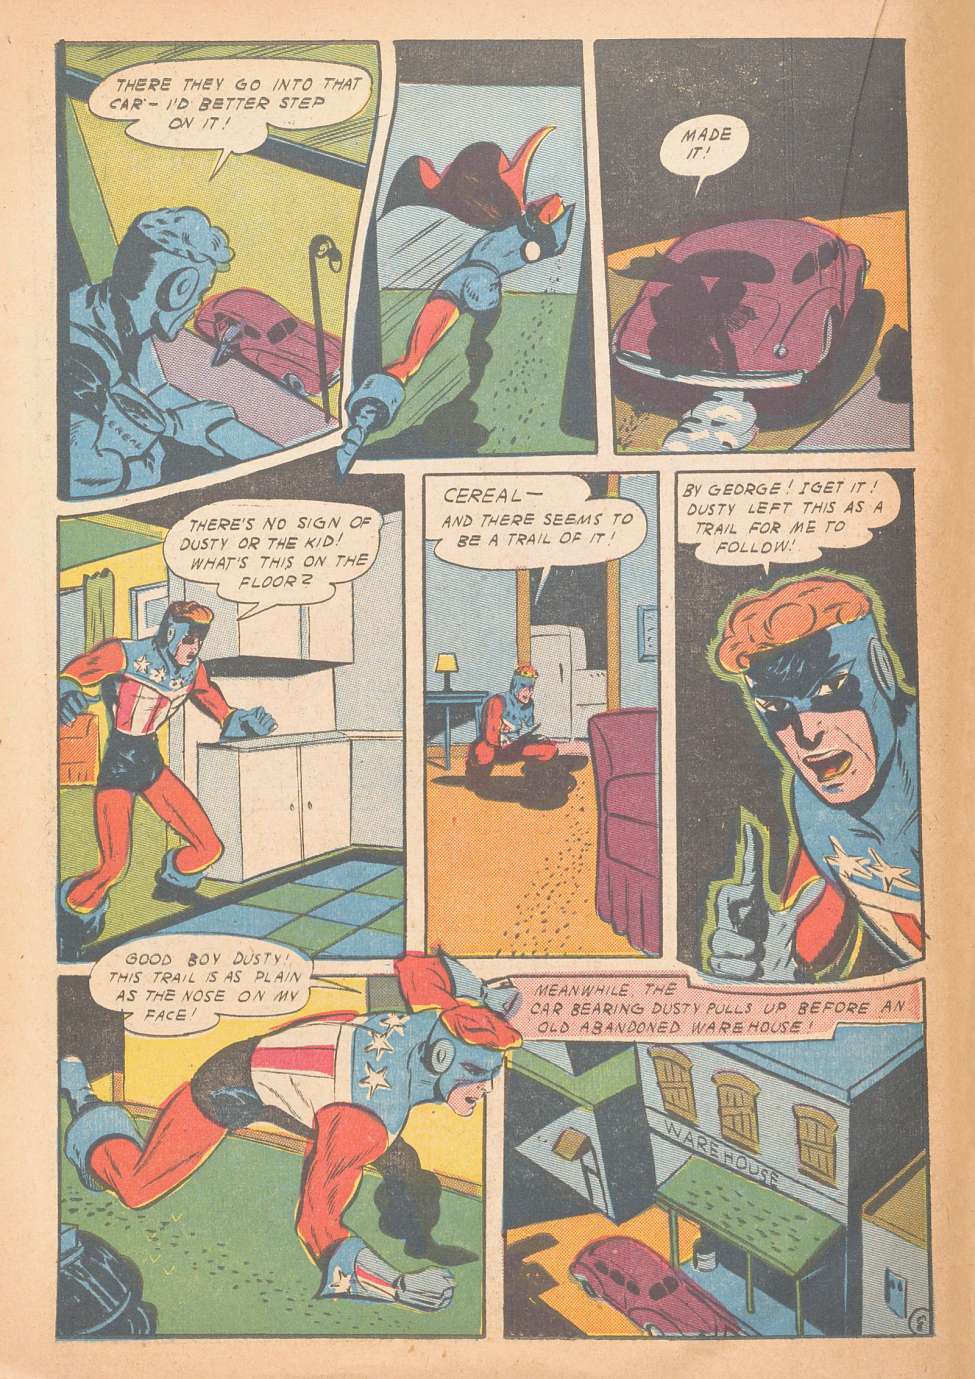 THERE THEY GO INTO THAT
CAR - I'D BETTER STEP
ON IT!
CEREAL
MADE
IT!
THERE'S NO SIGN OF
DUSTY OR THE KID!
WHAT'S THIS ON THE
FLOOR?
CEREAL—
AND THERE SEEMS TO
BE A TRAIL OF IT!
BY GEORGE! I GET IT!
DUSTY LEFT THIS AS A
TRAIL FOR ME TO
FOLLOW!
GOOD BOY DUSTY!
THIS TRAIL IS AS PLAIN
AS THE NOSE ON MY
FACE!
MEANWHILE THE
CAR BEARING DUSTY PULLS UP BEFORE AN
OLD ABANDONED WAREHOUSE!
WAREHOUSE